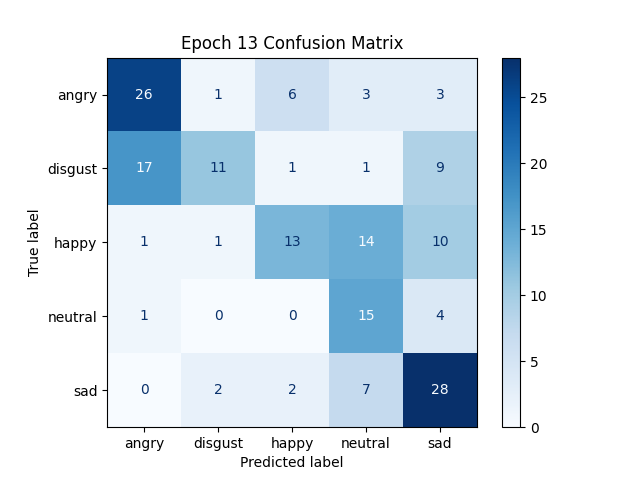 Epoch 13 Confusion Matrix
True label
angry 26 1 6 3 3
disgust 17 11 1 1 9
happy 1 1 13 14 10
neutral 1 0 0 15 4
sad 0 2 2 7 28
angry disgust happy neutral sad
Predicted label
25
20
15
10
5
0